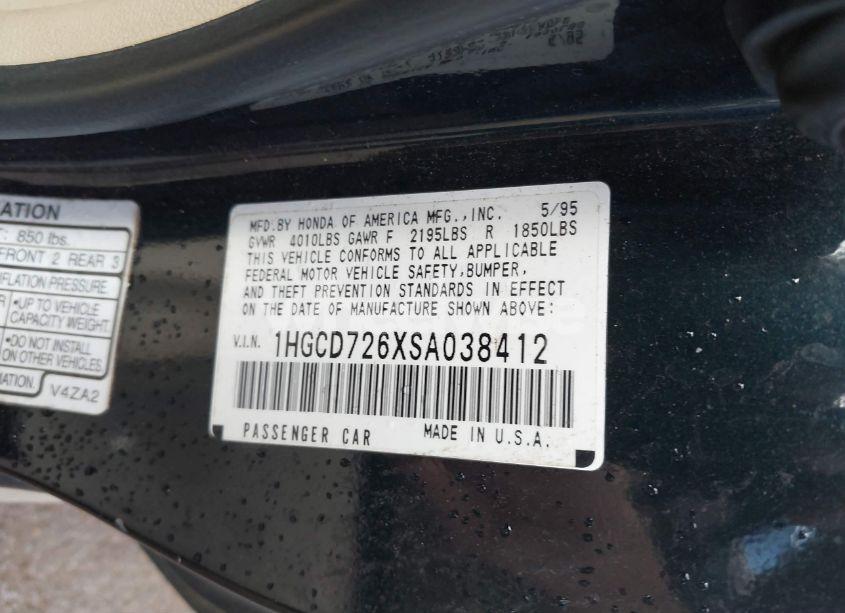 ATION
: 850 lbs.
FRONT 2 REAR 3
FLATION PRESSURE
•UP TO VEHICLE
CAPACITY WEIGHT
•DO NOT INSTALL
ON OTHER VEHICLES.
MATION. V4ZA2
MFD.BY HONDA OF AMERICA MFG.,INC. 5/95
GVWR 4010LBS GAWR F 2195LBS R 1850LBS
THIS VEHICLE CONFORMS TO ALL APPLICABLE
FEDERAL MOTOR VEHICLE SAFETY,BUMPER,
AND THEFT PREVENTION STANDARDS IN EFFECT
ON THE DATE OF MANUFACTURE SHOWN ABOVE:
V.I.N. 1HGCD726XSA038412
PASSENGER CAR MADE IN U.S.A.